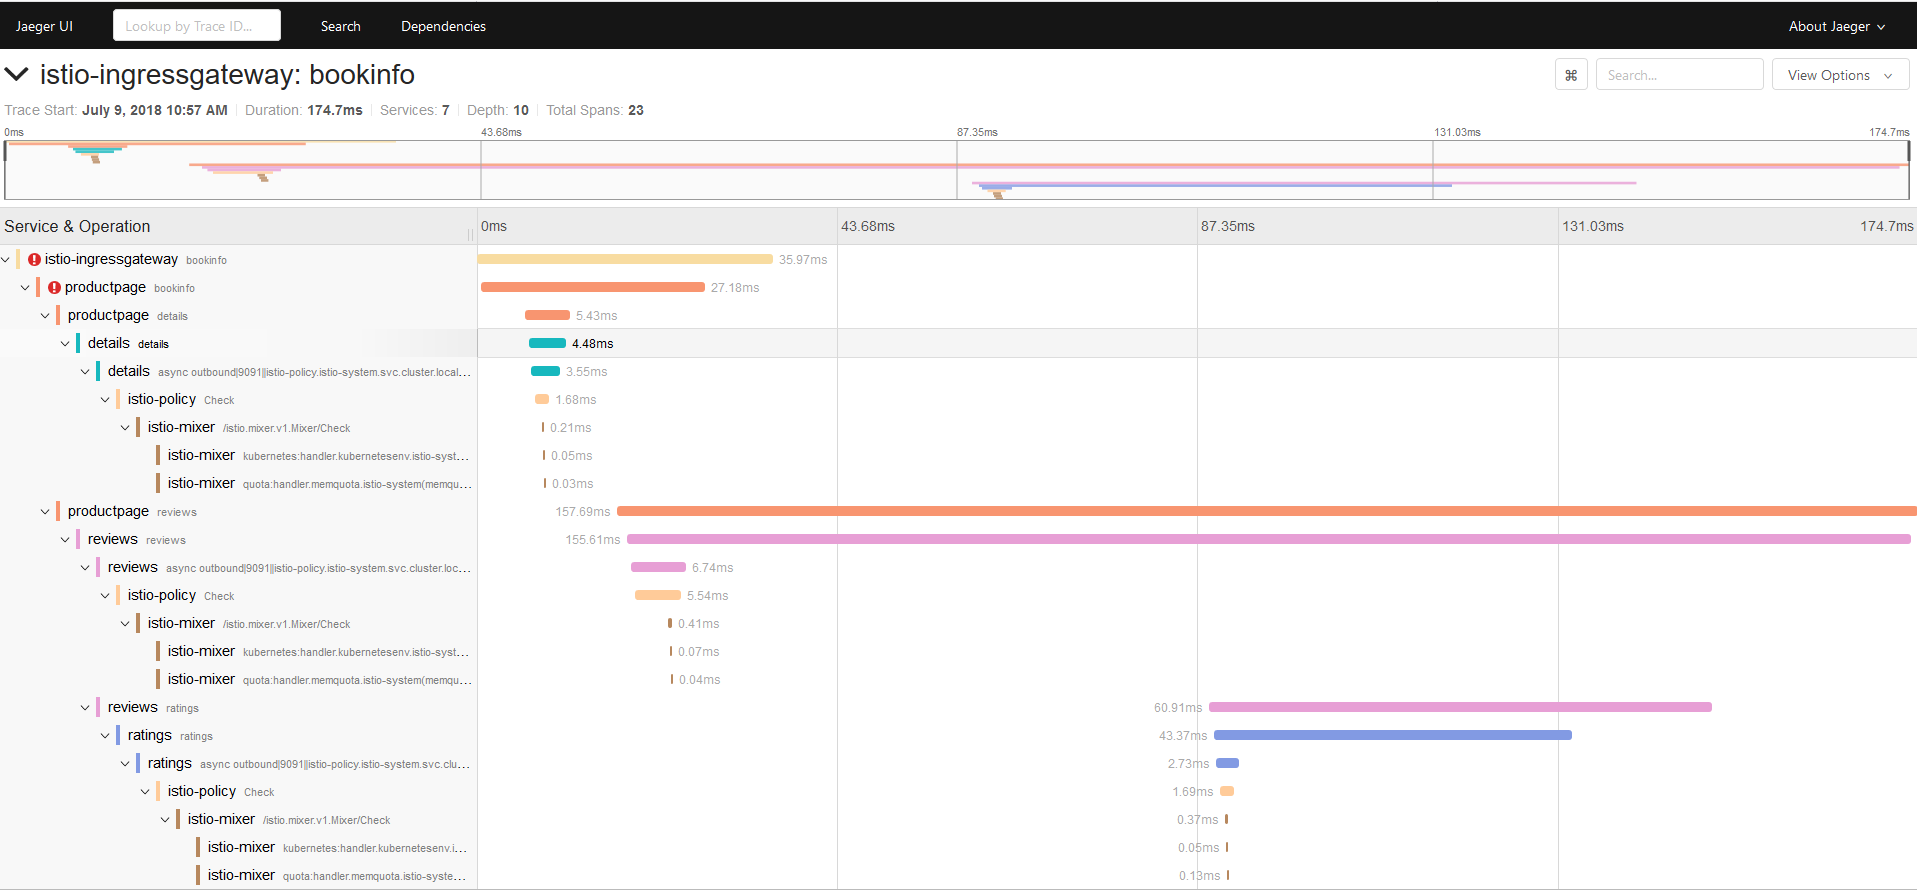 Jaeger UI Lookup by Trace ID... Search Dependencies About Jaeger
istio-ingressgateway: bookinfo ⌘ Search... View Options
Trace Start: July 9, 2018 10:57 AM Duration: 174.7ms Services: 7 Depth: 10 Total Spans: 23
0ms 43.68ms 87.35ms 131.03ms 174.7ms
Service & Operation 0ms 43.68ms 87.35ms 131.03ms 174.7ms
istio-ingressgateway bookinfo 35.97ms
productpage bookinfo 27.18ms
productpage details 5.43ms
details details 4.48ms
details async outbound|9091||istio-policy.istio-system.svc.cluster.local... 3.55ms
istio-policy Check 1.68ms
istio-mixer /istio.mixer.v1.Mixer/Check 0.21ms
istio-mixer kubernetes:handler.kubernetesenv.istio-syst... 0.05ms
istio-mixer quota:handler.memquota.istio-system(memqu... 0.03ms
productpage reviews 157.69ms
reviews reviews 155.61ms
reviews async outbound|9091||istio-policy.istio-system.svc.cluster.loc... 6.74ms
istio-policy Check 5.54ms
istio-mixer /istio.mixer.v1.Mixer/Check 0.41ms
istio-mixer kubernetes:handler.kubernetesenv.istio-syst... 0.07ms
istio-mixer quota:handler.memquota.istio-system(memqu... 0.04ms
reviews ratings 60.91ms
ratings ratings 43.37ms
ratings async outbound|9091||istio-policy.istio-system.svc.clu... 2.73ms
istio-policy Check 1.69ms
istio-mixer /istio.mixer.v1.Mixer/Check 0.37ms
istio-mixer kubernetes:handler.kubernetesenv.i... 0.05ms
istio-mixer quota:handler.memquota.istio-syste... 0.13ms